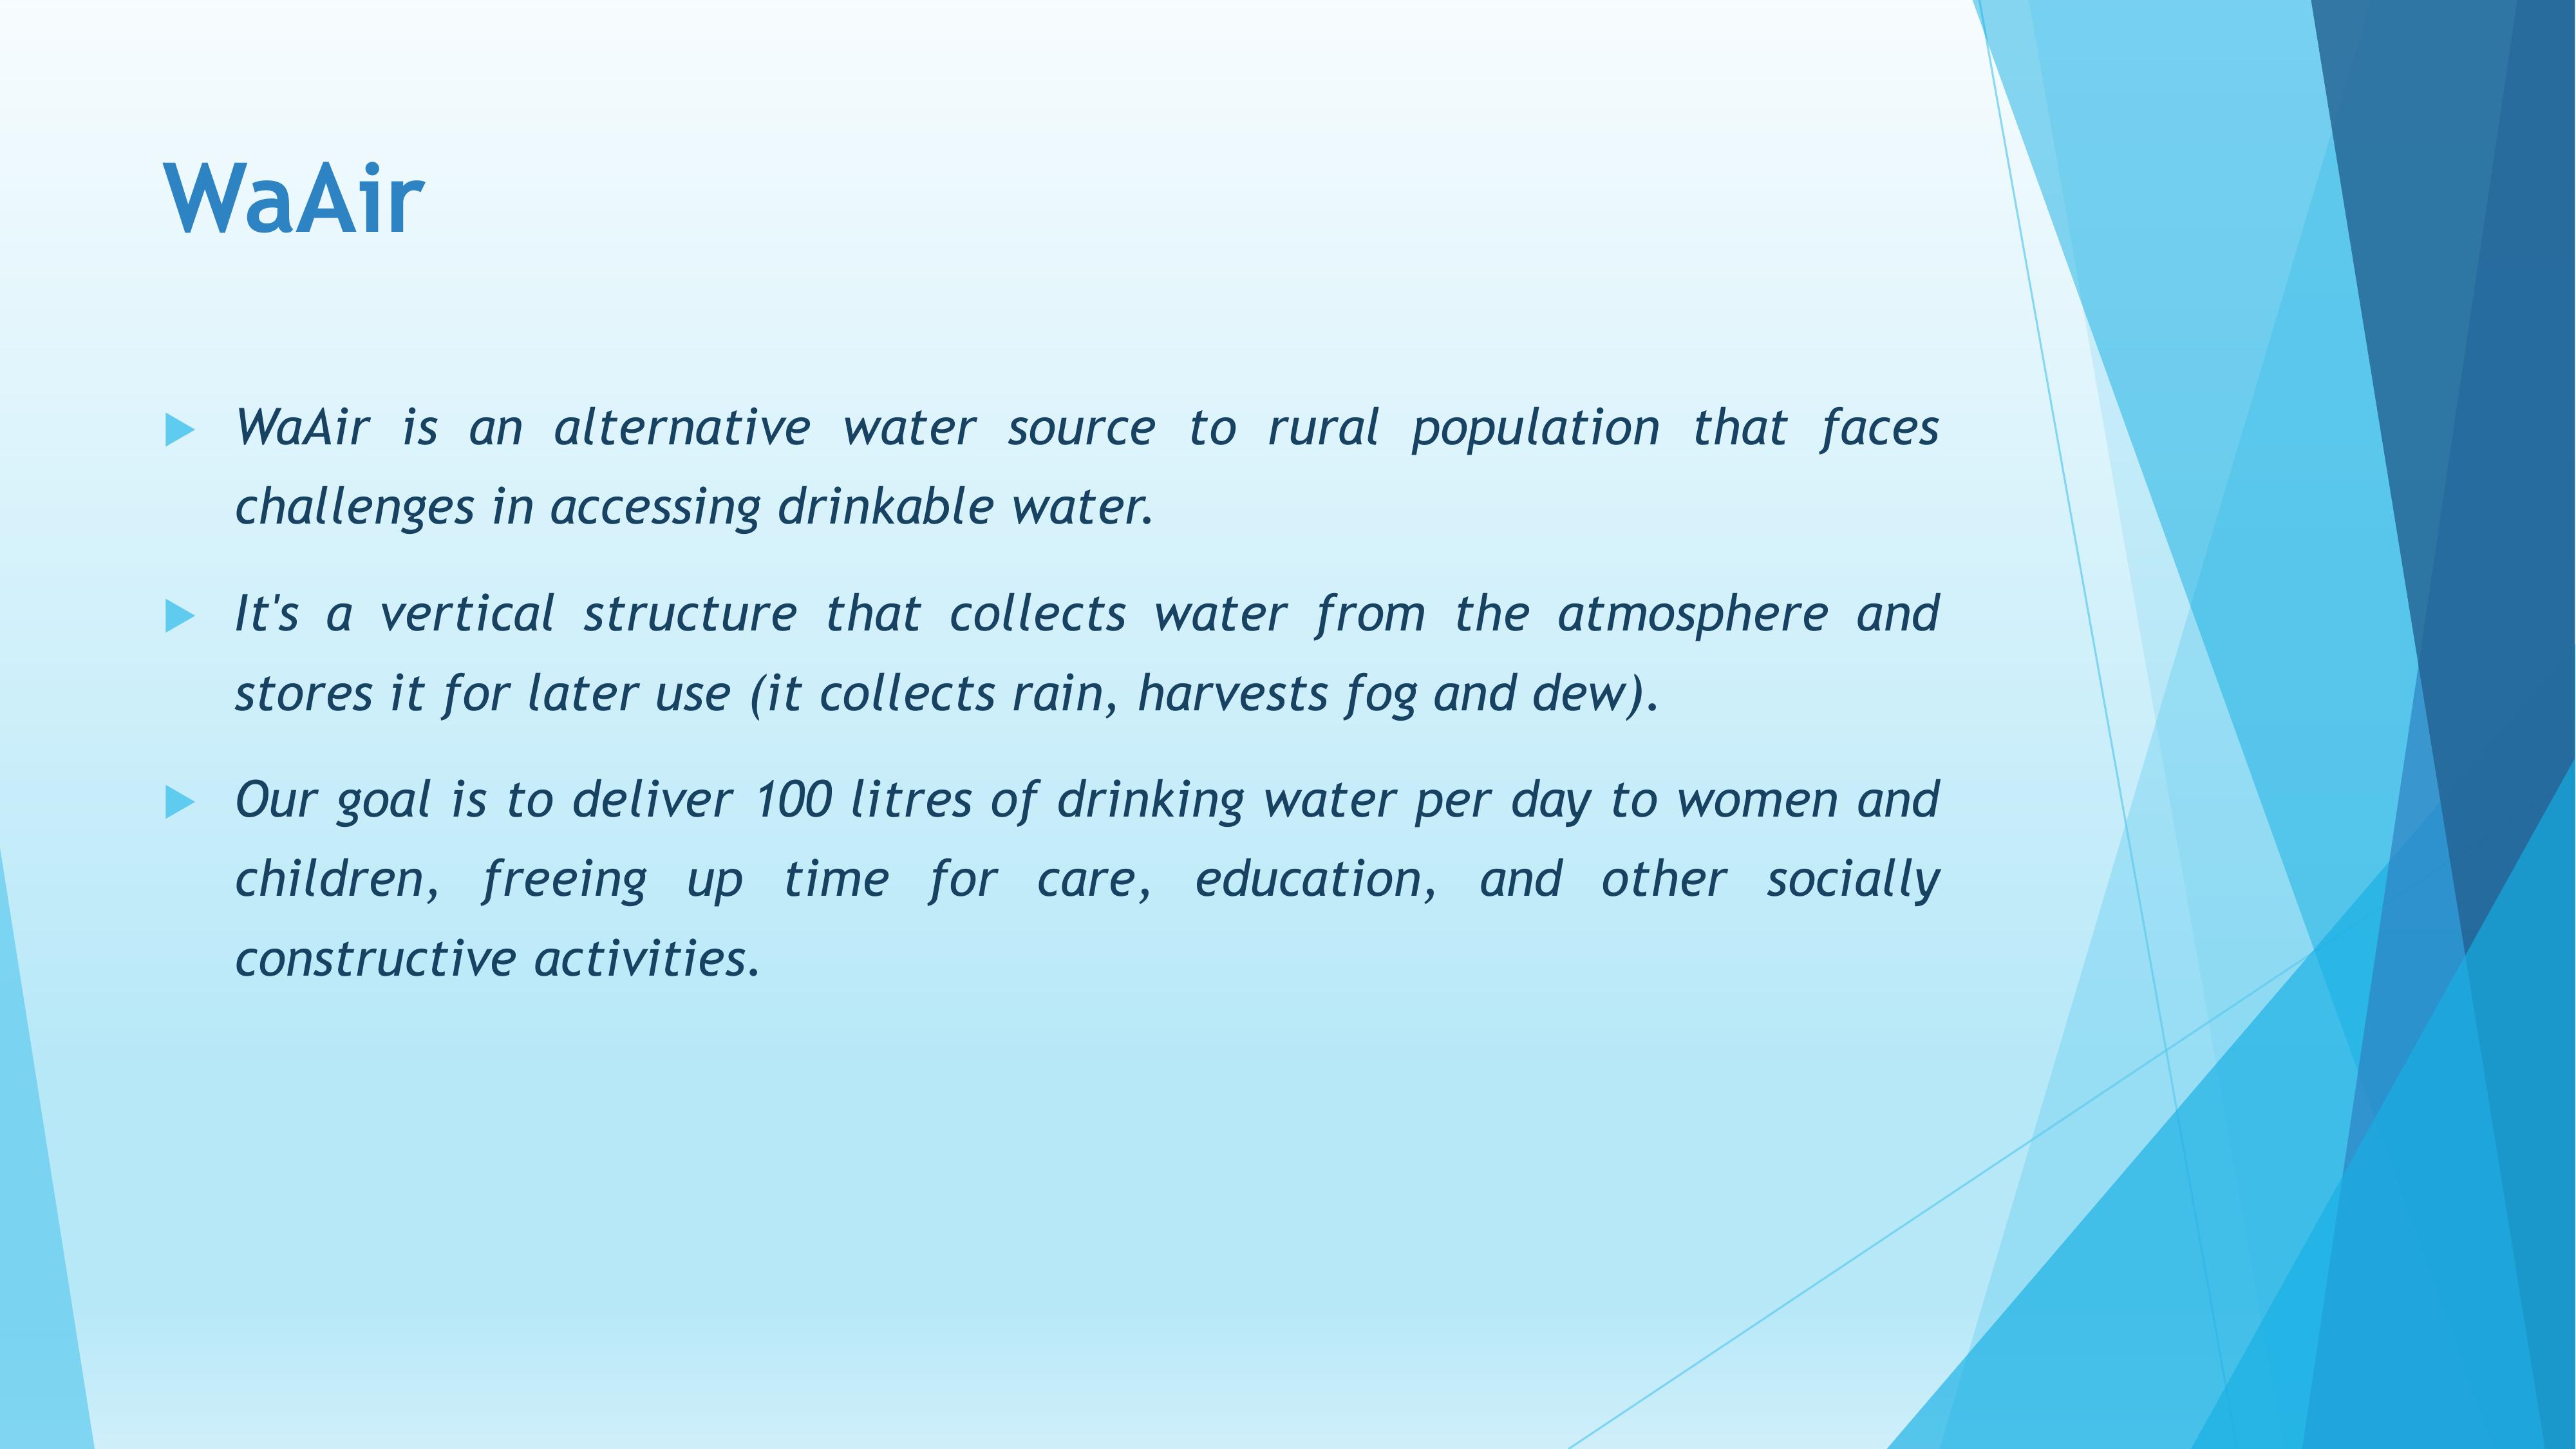 WaAir
WaAir is an alternative water source to rural population that faces
challenges in accessing drinkable water.
It's a vertical structure that collects water from the atmosphere and
stores it for later use (it collects rain, harvests fog and dew).
Our goal is to deliver 100 litres of drinking water per day to women and
children, freeing up time for care, education, and other socially
constructive activities.